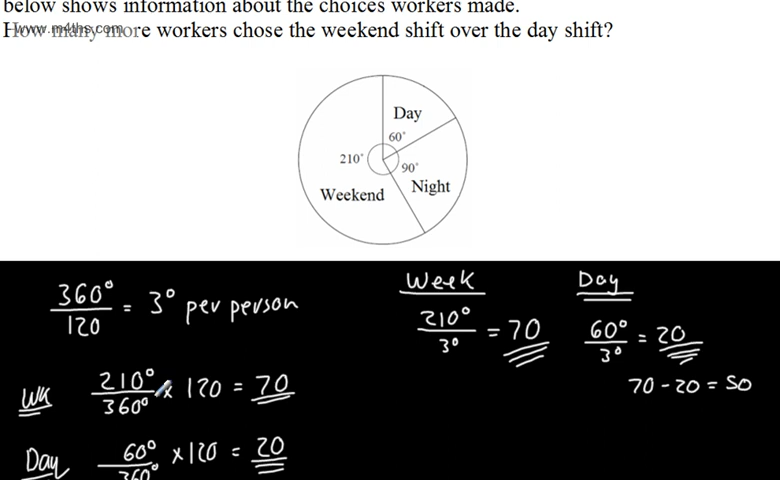 below shows information about the choices workers made.
How many more workers chose the weekend shift over the day shift?
www.m4ths.com
Day
60°
210°
90°
Weekend
Night
360°/120 = 3° per person
Week
210°/3° = 70
Day
60°/3° = 20
70 - 20 = 50
Wk 210°/360° x 120 = 70
Day 60°/360° x 120 = 20